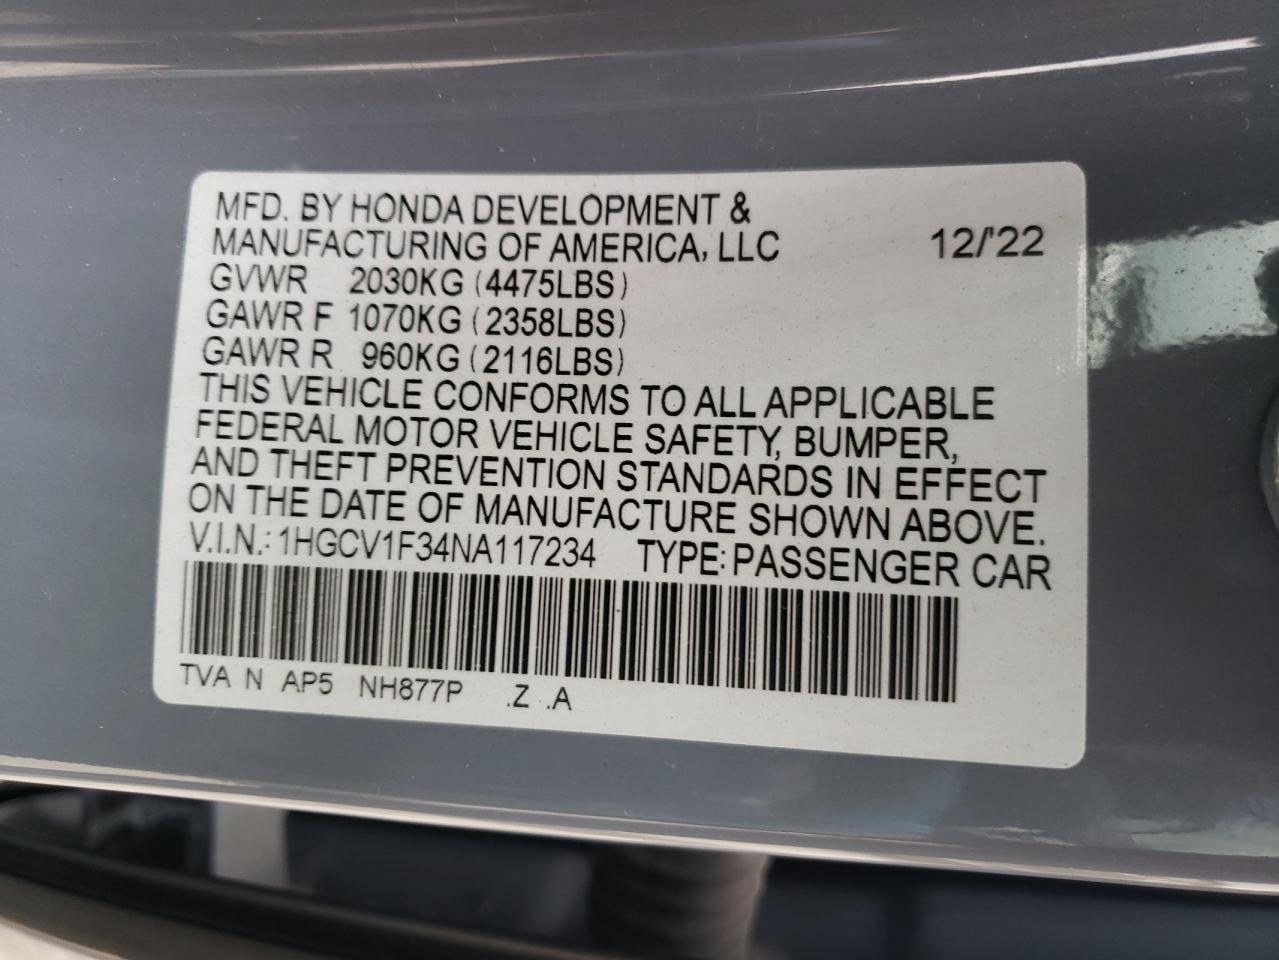 MFD. BY HONDA DEVELOPMENT &
MANUFACTURING OF AMERICA, LLC 12/'22
GVWR 2030KG (4475LBS)
GAWR F 1070KG (2358LBS)
GAWR R 960KG (2116LBS)
THIS VEHICLE CONFORMS TO ALL APPLICABLE
FEDERAL MOTOR VEHICLE SAFETY, BUMPER,
AND THEFT PREVENTION STANDARDS IN EFFECT
ON THE DATE OF MANUFACTURE SHOWN ABOVE.
V.I.N.: 1HGCV1F34NA117234 TYPE: PASSENGER CAR
TVA N AP5 NH877P .Z .A